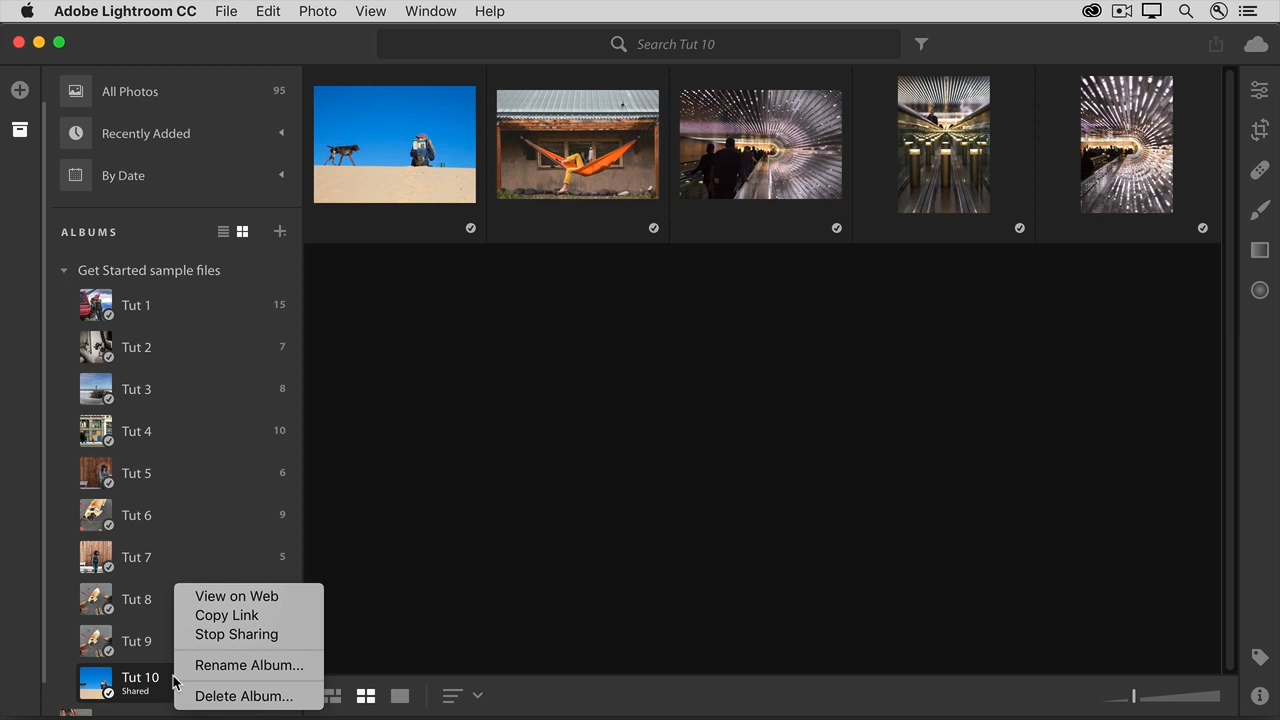 Adobe Lightroom CC File Edit Photo View Window Help
Search Tut 10
All Photos 95
Recently Added
By Date
ALBUMS
Get Started sample files
Tut 1 15
Tut 2 7
Tut 3 8
Tut 4 10
Tut 5 6
Tut 6 9
Tut 7 5
Tut 8
Tut 9
Tut 10
Shared
View on Web
Copy Link
Stop Sharing
Rename Album...
Delete Album...